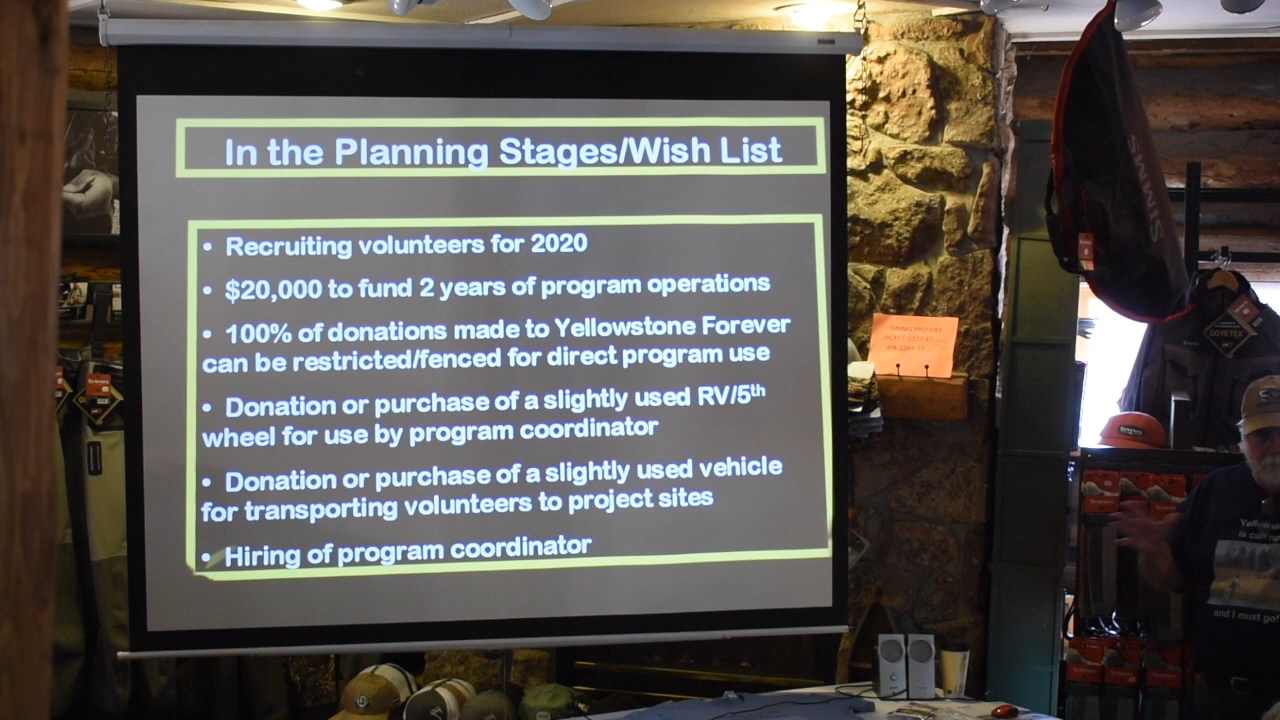 In the Planning Stages/Wish List
• Recruiting volunteers for 2020
• $20,000 to fund 2 years of program operations
• 100% of donations made to Yellowstone Forever
can be restricted/fenced for direct program use
• Donation or purchase of a slightly used RV/5th
wheel for use by program coordinator
• Donation or purchase of a slightly used vehicle
for transporting volunteers to project sites
• Hiring of program coordinator
SIMMS
GORE-TEX
and I must go!